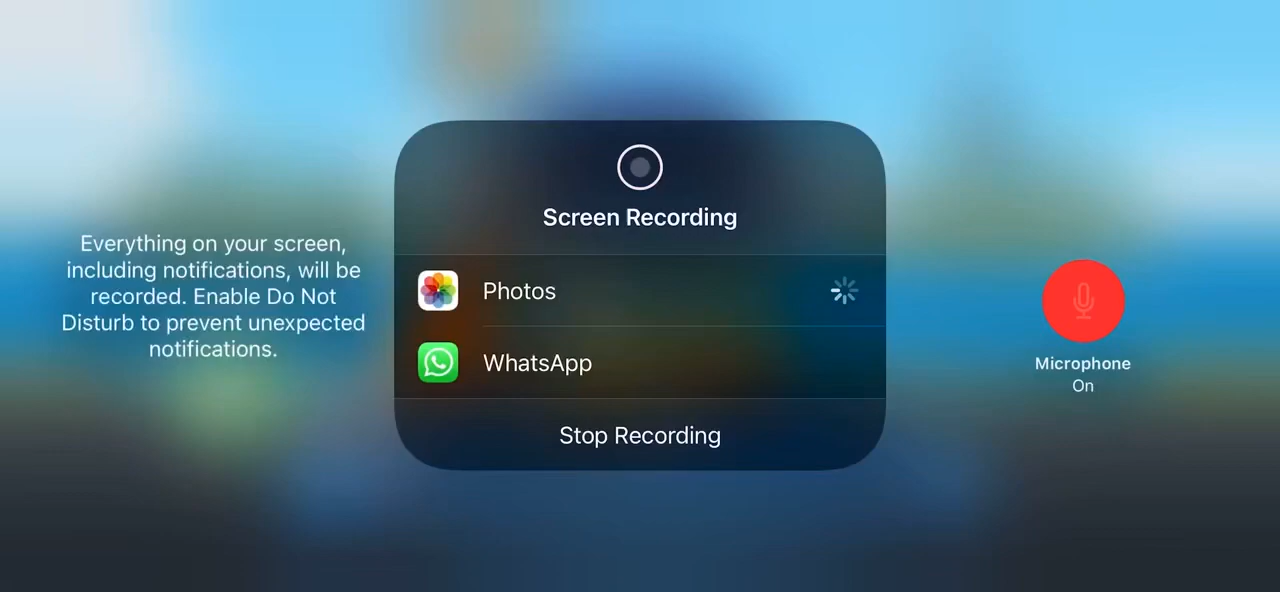 Screen Recording
Everything on your screen,
including notifications, will be
recorded. Enable Do Not
Disturb to prevent unexpected
notifications.
Photos
WhatsApp
Stop Recording
Microphone
On